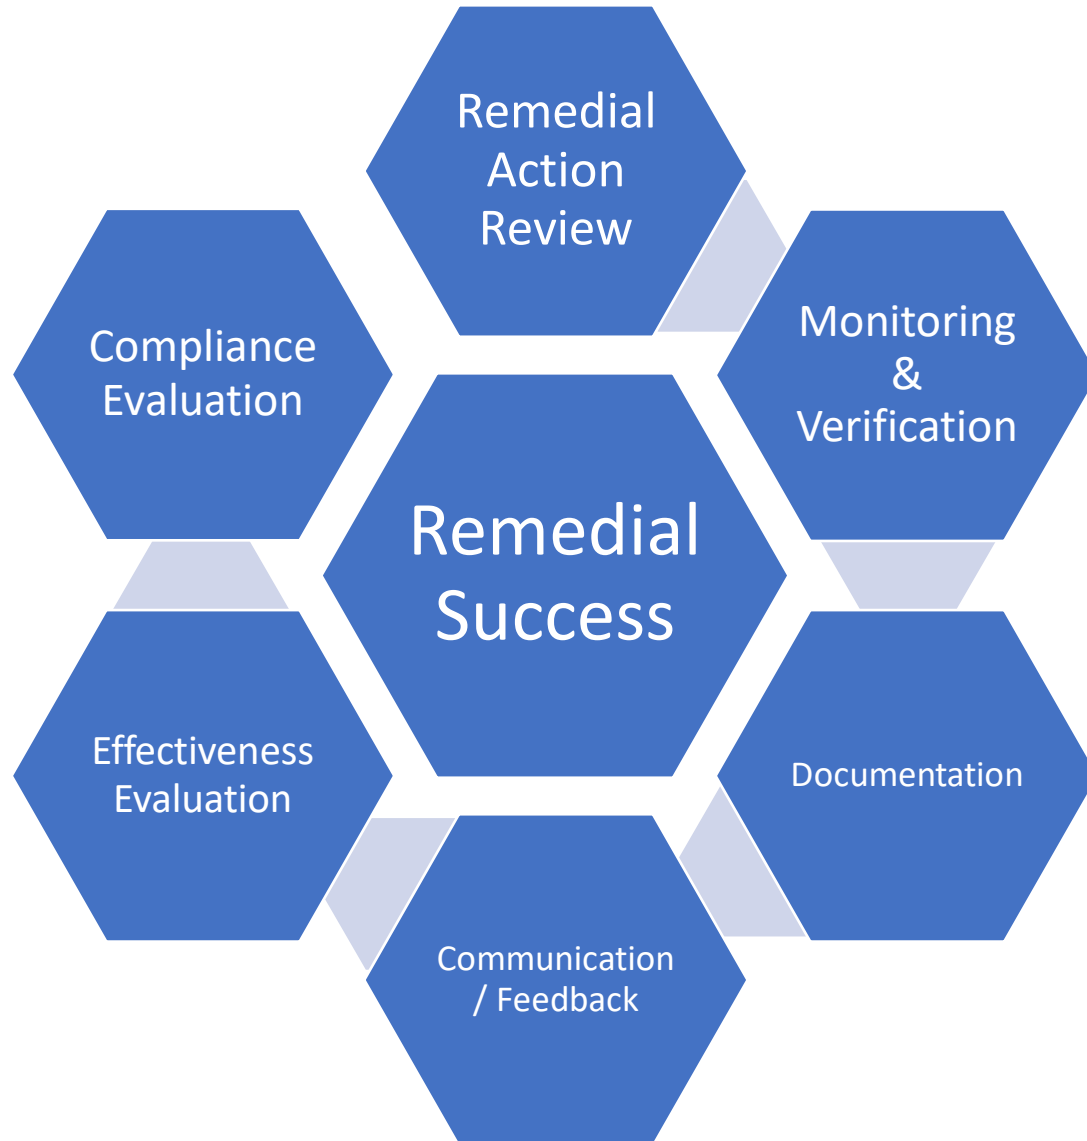 Remedial
Action
Review
Monitoring
&
Verification
Compliance
Evaluation
Remedial
Success
Effectiveness
Evaluation
Documentation
Communication
/ Feedback